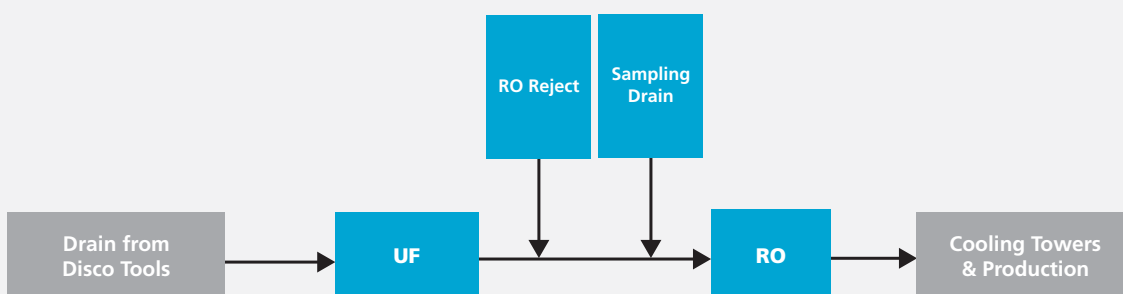 RO Reject
Sampling
Drain
Drain from
Disco Tools
UF
RO
Cooling Towers
& Production